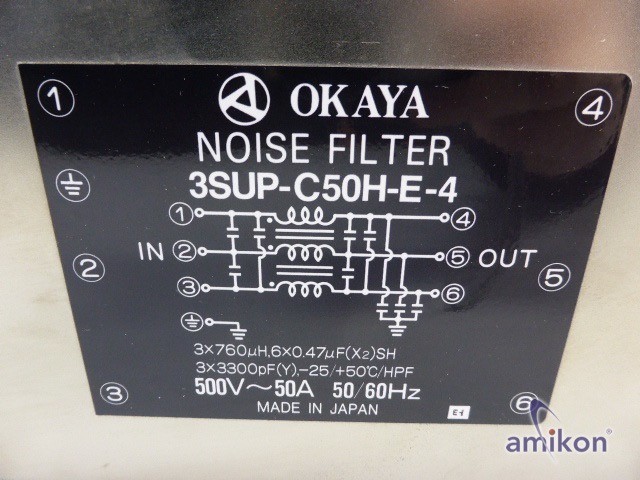 ① OKAYA ④
NOISE FILTER
3SUP-C50H-E-4
① ④
IN ② ⑤ OUT
② ⑤
③ ⑥
3×760μH,6×0.47μF(X2)SH
3×3300pF(Y),-25/+50℃/HPF
500V～50A 50/60Hz
③ MADE IN JAPAN E-1 ⑥
amikon